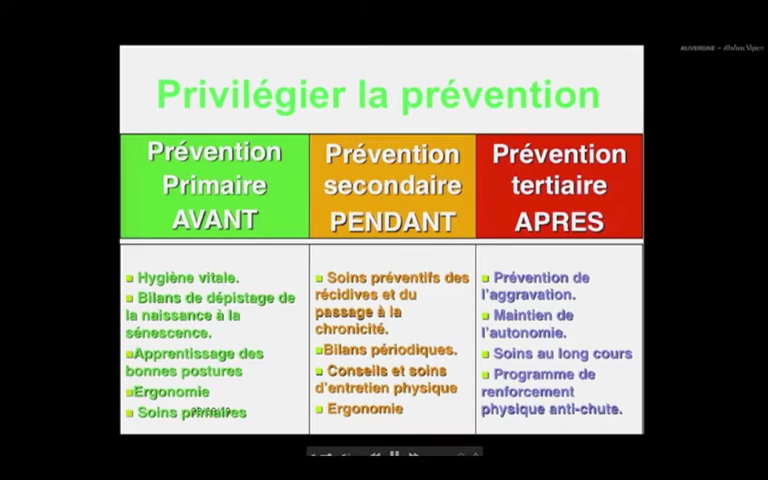 AUVERGNE – Rhône-Alpes
Privilégier la prévention
Prévention
Primaire
AVANT
Prévention
secondaire
PENDANT
Prévention
tertiaire
APRES
Hygiène vitale.
Bilans de dépistage de
la naissance à la
sénescence.
Apprentissage des
bonnes postures
Ergonomie
Soins primaires
Soins préventifs des
récidives et du
passage à la
chronicité.
Bilans périodiques.
Conseils et soins
d'entretien physique
Ergonomie
Prévention de
l'aggravation.
Maintien de
l'autonomie.
Soins au long cours
Programme de
renforcement
physique anti-chute.